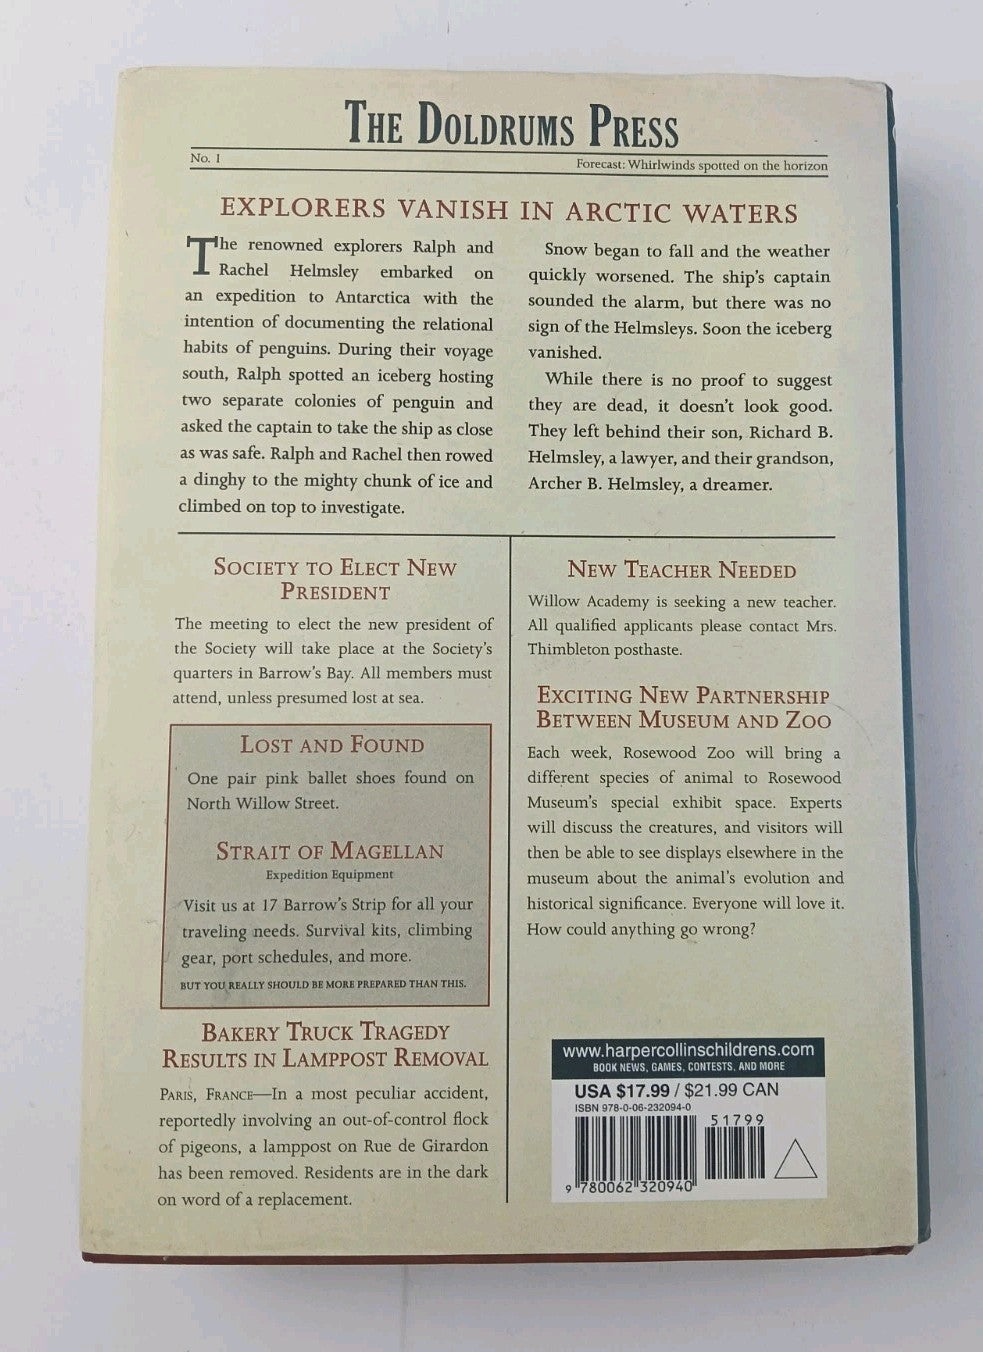 THE DOLDRUMS PRESS
No. 1
Forecast: Whirlwinds spotted on the horizon
EXPLORERS VANISH IN ARCTIC WATERS
The renowned explorers Ralph and
Rachel Helmsley embarked on
an expedition to Antarctica with the
intention of documenting the relational
habits of penguins. During their voyage
south, Ralph spotted an iceberg hosting
two separate colonies of penguin and
asked the captain to take the ship as close
as was safe. Ralph and Rachel then rowed
a dinghy to the mighty chunk of ice and
climbed on top to investigate.
Snow began to fall and the weather
quickly worsened. The ship's captain
sounded the alarm, but there was no
sign of the Helmsleys. Soon the iceberg
vanished.
While there is no proof to suggest
they are dead, it doesn't look good.
They left behind their son, Richard B.
Helmsley, a lawyer, and their grandson,
Archer B. Helmsley, a dreamer.
SOCIETY TO ELECT NEW
PRESIDENT
The meeting to elect the new president of
the Society will take place at the Society's
quarters in Barrow's Bay. All members must
attend, unless presumed lost at sea.
LOST AND FOUND
One pair pink ballet shoes found on
North Willow Street.
STRAIT OF MAGELLAN
Expedition Equipment
Visit us at 17 Barrow's Strip for all your
traveling needs. Survival kits, climbing
gear, port schedules, and more.
BUT YOU REALLY SHOULD BE MORE PREPARED THAN THIS.
BAKERY TRUCK TRAGEDY
RESULTS IN LAMPPOST REMOVAL
PARIS, FRANCE—In a most peculiar accident,
reportedly involving an out-of-control flock
of pigeons, a lamppost on Rue de Girardon
has been removed. Residents are in the dark
on word of a replacement.
NEW TEACHER NEEDED
Willow Academy is seeking a new teacher.
All qualified applicants please contact Mrs.
Thimbleton posthaste.
EXCITING NEW PARTNERSHIP
BETWEEN MUSEUM AND ZOO
Each week, Rosewood Zoo will bring a
different species of animal to Rosewood
Museum's special exhibit space. Experts
will discuss the creatures, and visitors will
then be able to see displays elsewhere in the
museum about the animal's evolution and
historical significance. Everyone will love it.
How could anything go wrong?
www.harpercollinschildrens.com
BOOK NEWS, GAMES, CONTESTS, AND MORE
USA $17.99 / $21.99 CAN
ISBN 978-0-06-232094-0
51799
9 780062 320940